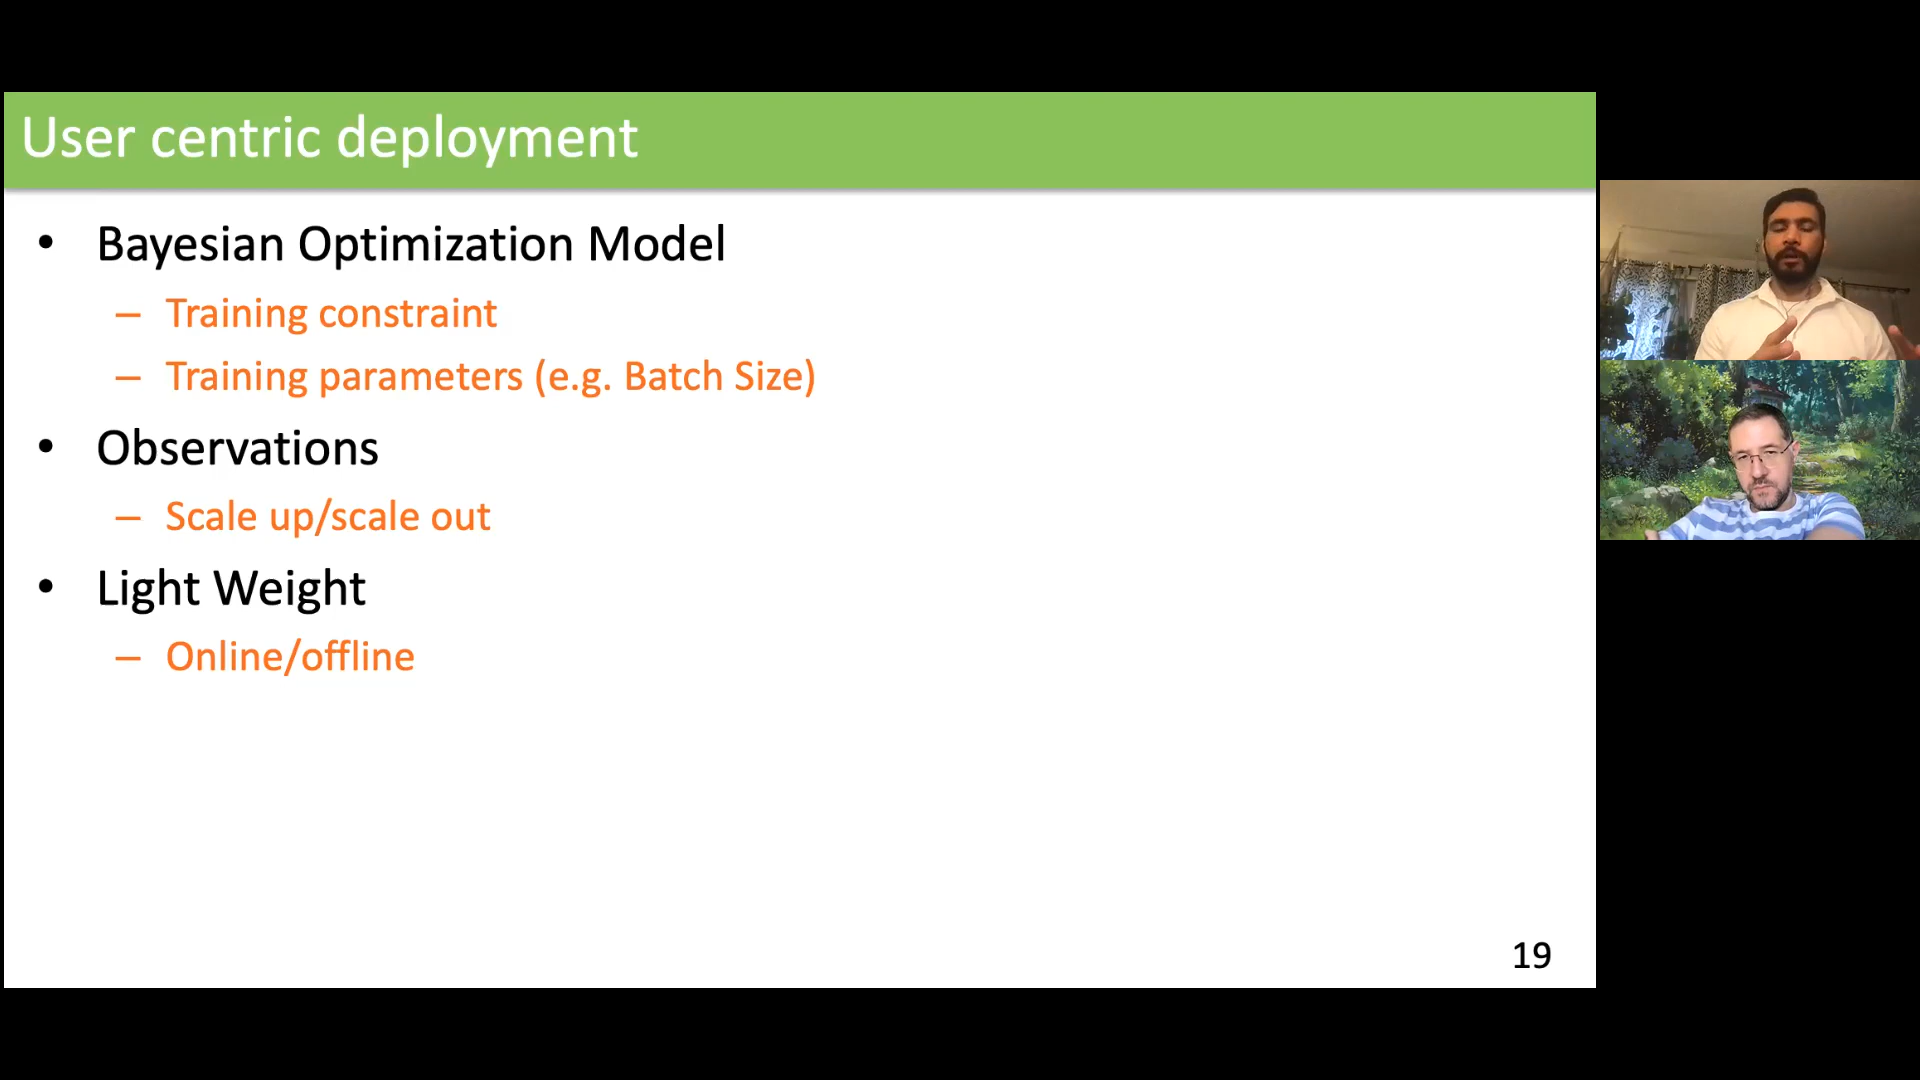 User centric deployment
• Bayesian Optimization Model
– Training constraint
– Training parameters (e.g. Batch Size)
• Observations
– Scale up/scale out
• Light Weight
– Online/offline
19